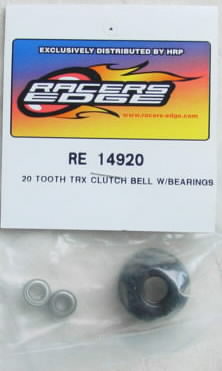 EXCLUSIVELY DISTRIBUTED BY HRP
RACERS
EDGE
www.racers-edge.com
RE 14920
20 TOOTH TRX CLUTCH BELL W/BEARINGS